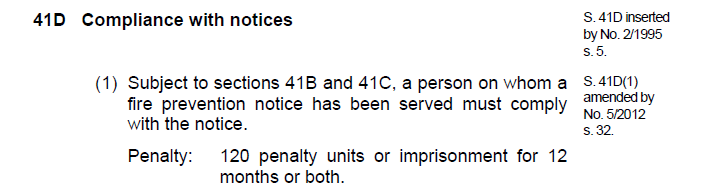 41D Compliance with notices
S. 41D inserted
by No. 2/1995
s. 5.
(1) Subject to sections 41B and 41C, a person on whom a
fire prevention notice has been served must comply
with the notice.
S. 41D(1)
amended by
No. 5/2012
s. 32.
Penalty: 120 penalty units or imprisonment for 12
months or both.